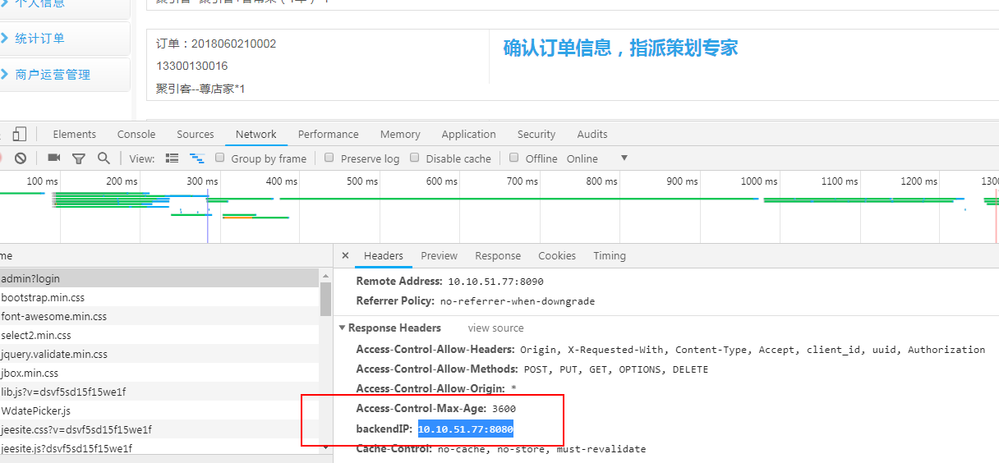 个人信息
统计订单
商户运营管理
订单：2018060210002
13300130016
聚引客--尊店家*1
确认订单信息，指派策划专家
Elements Console Sources Network Performance Memory Application Security Audits
View: Group by frame Preserve log Disable cache Offline Online ▼
100 ms 200 ms 300 ms 400 ms 500 ms 600 ms 700 ms 800 ms 900 ms 1000 ms 1100 ms 1200 ms 1300
me
admin?login
bootstrap.min.css
font-awesome.min.css
select2.min.css
jquery.validate.min.css
jbox.min.css
lib.js?v=dsvf5sd15f15we1f
WdatePicker.js
jeesite.css?v=dsvf5sd15f15we1f
jeesite.js?dsvf5sd15f15we1f
× Headers Preview Response Cookies Timing
Remote Address: 10.10.51.77:8090
Referrer Policy: no-referrer-when-downgrade
▼ Response Headers view source
Access-Control-Allow-Headers: Origin, X-Requested-With, Content-Type, Accept, client_id, uuid, Authorization
Access-Control-Allow-Methods: POST, PUT, GET, OPTIONS, DELETE
Access-Control-Allow-Origin: *
Access-Control-Max-Age: 3600
backendIP: 10.10.51.77:8080
Cache-Control: no-cache, no-store, must-revalidate